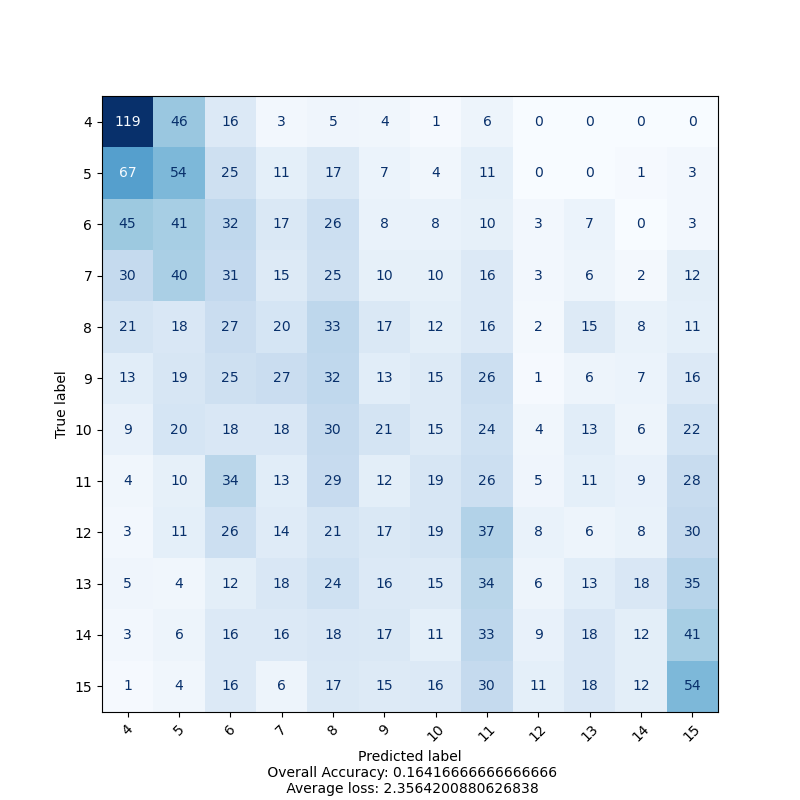 4 119 46 16 3 5 4 1 6 0 0 0 0
5 67 54 25 11 17 7 4 11 0 0 1 3
6 45 41 32 17 26 8 8 10 3 7 0 3
7 30 40 31 15 25 10 10 16 3 6 2 12
8 21 18 27 20 33 17 12 16 2 15 8 11
9 13 19 25 27 32 13 15 26 1 6 7 16
10 9 20 18 18 30 21 15 24 4 13 6 22
11 4 10 34 13 29 12 19 26 5 11 9 28
12 3 11 26 14 21 17 19 37 8 6 8 30
13 5 4 12 18 24 16 15 34 6 13 18 35
14 3 6 16 16 18 17 11 33 9 18 12 41
15 1 4 16 6 17 15 16 30 11 18 12 54
True label
4 5 6 7 8 9 10 11 12 13 14 15
Predicted label
Overall Accuracy: 0.16416666666666666
Average loss: 2.3564200880626838